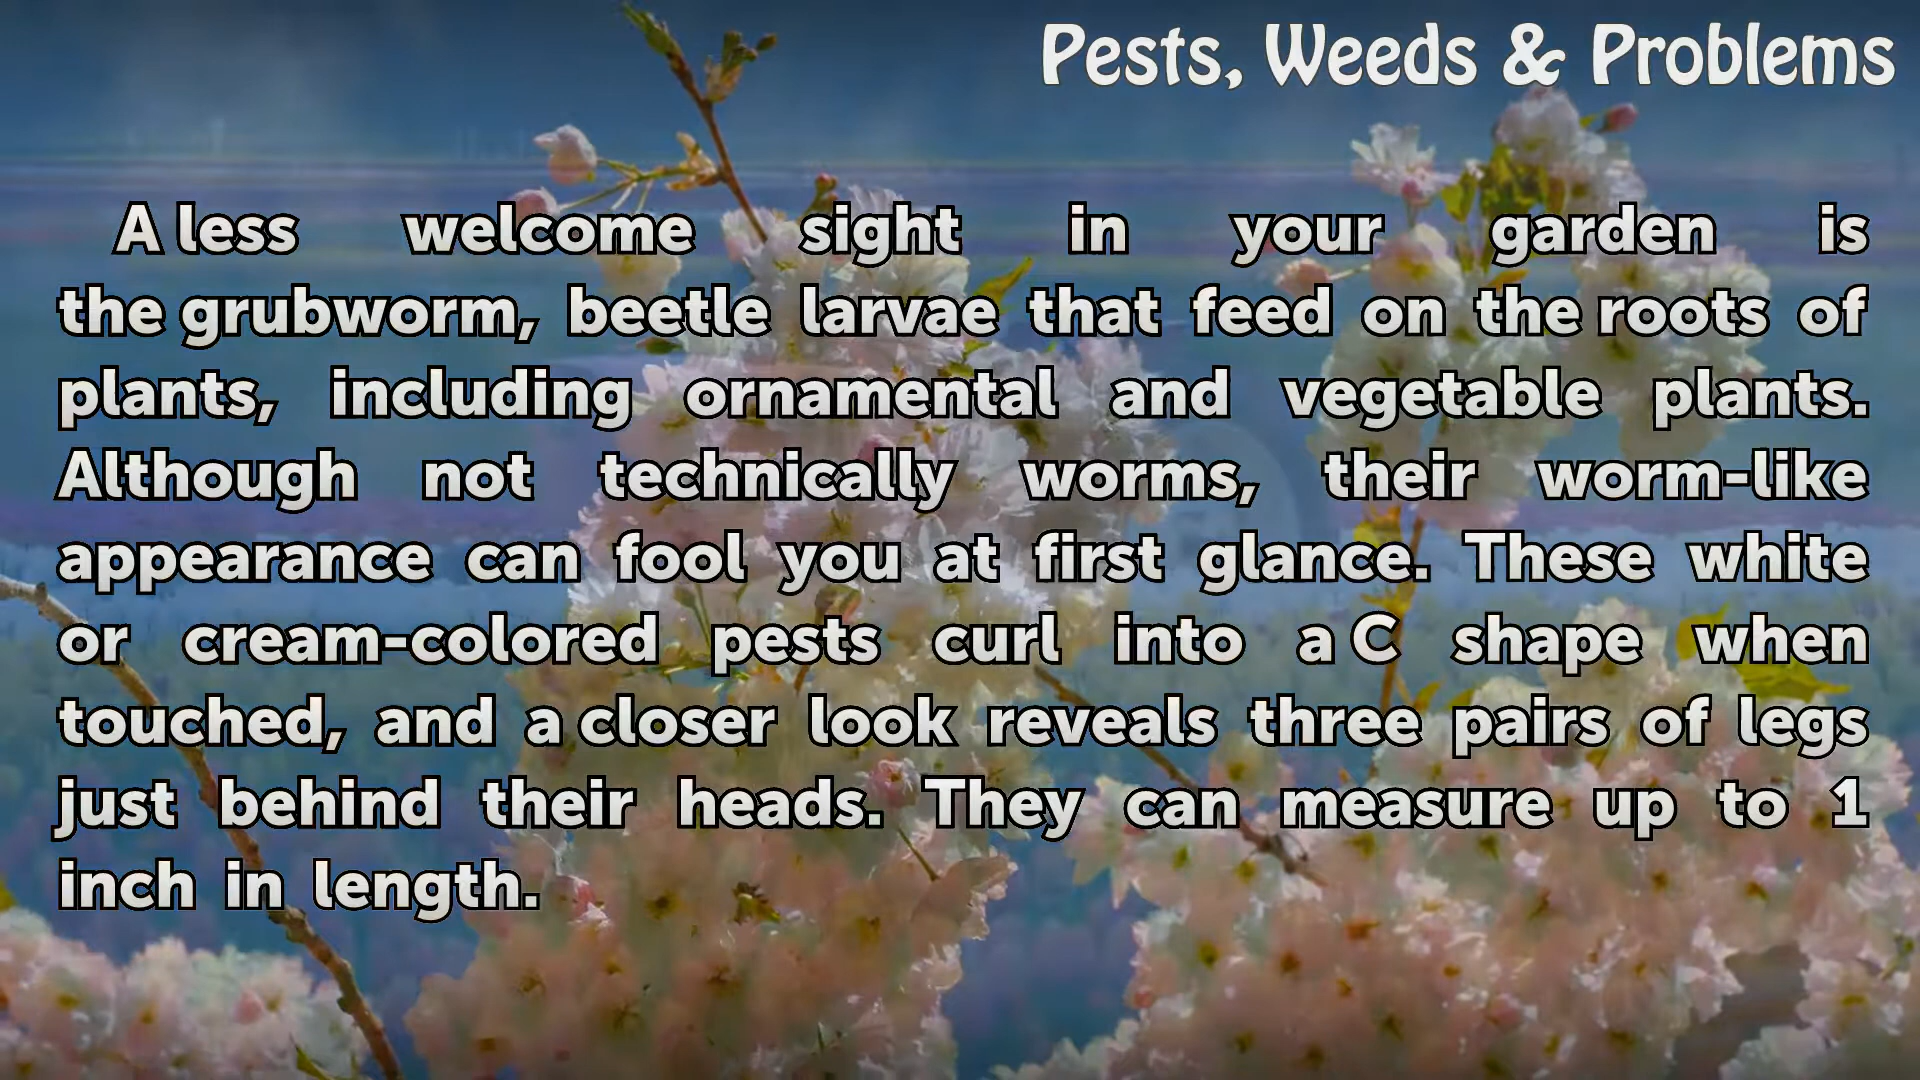 Pests, Weeds & Problems
A less welcome sight in your garden is
the grubworm, beetle larvae that feed on the roots of
plants, including ornamental and vegetable plants.
Although not technically worms, their worm-like
appearance can fool you at first glance. These white
or cream-colored pests curl into a C shape when
touched, and a closer look reveals three pairs of legs
just behind their heads. They can measure up to 1
inch in length.